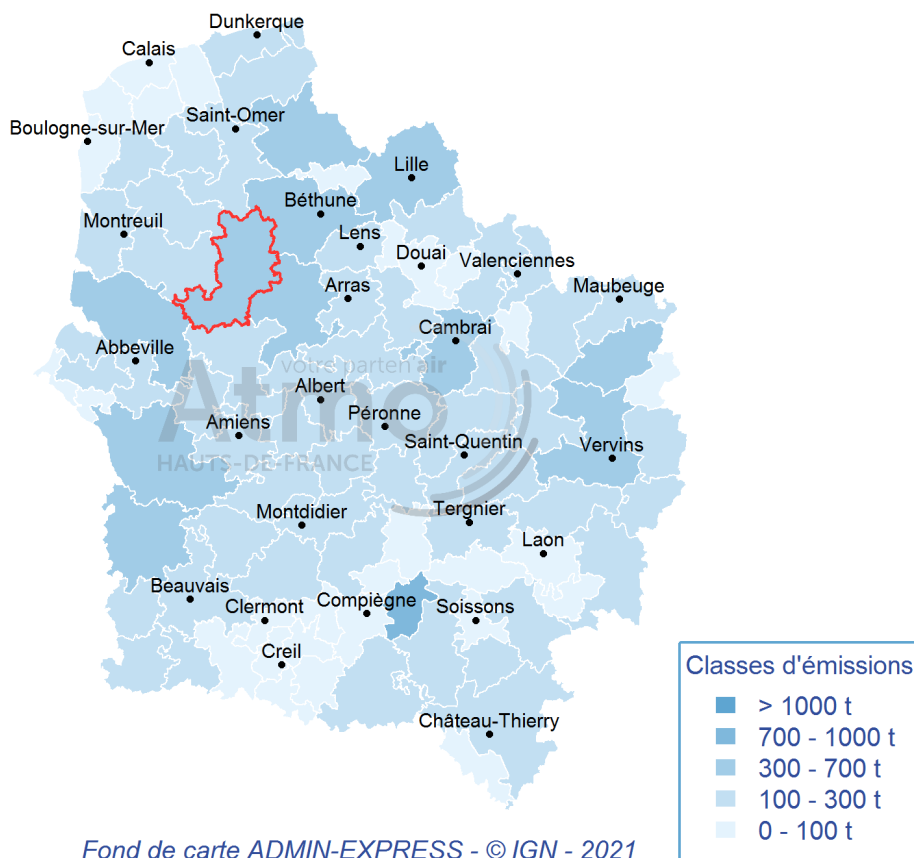 Dunkerque
Calais
Saint-Omer
Boulogne-sur-Mer
Lille
Béthune
Montreuil
Lens
Douai
Valenciennes
Arras
Maubeuge
Cambrai
Abbeville
votre parten'air
Atmo
HAUTS-DE-FRANCE
Albert
Péronne
Amiens
Saint-Quentin
Vervins
Montdidier
Tergnier
Laon
Beauvais
Clermont
Compiègne
Soissons
Creil
Château-Thierry
Classes d'émissions
> 1000 t
700 - 1000 t
300 - 700 t
100 - 300 t
0 - 100 t
Fond de carte ADMIN-EXPRESS - © IGN - 2021